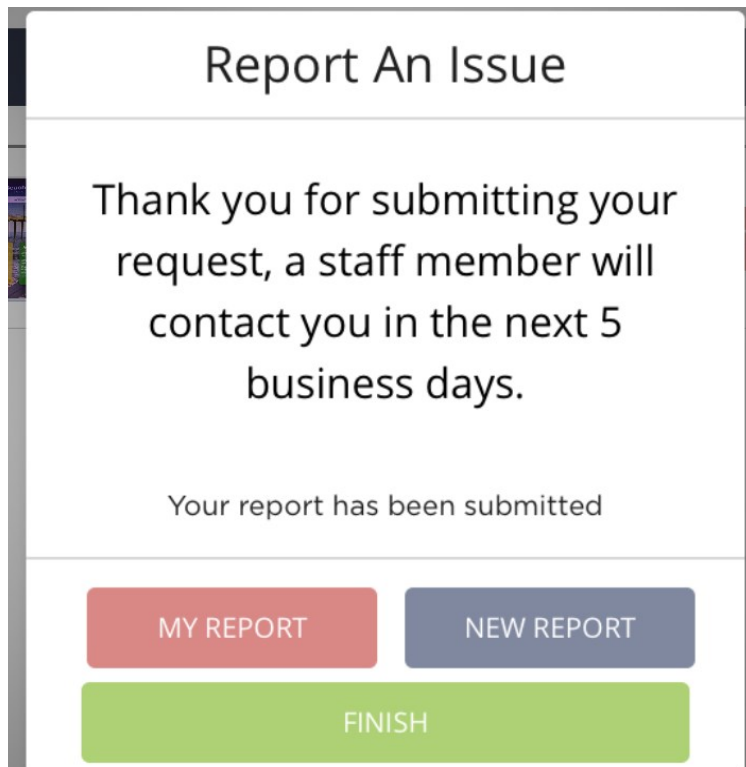 Report An Issue
Thank you for submitting your
request, a staff member will
contact you in the next 5
business days.
Your report has been submitted
MY REPORT
NEW REPORT
FINISH